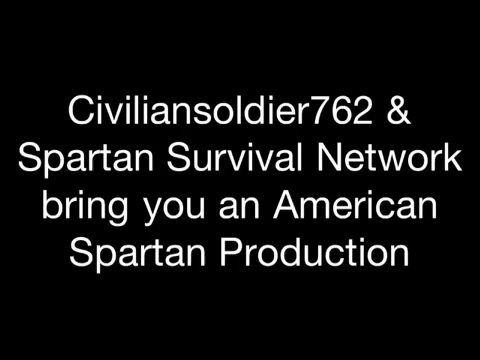 Civiliansoldier762 &
Spartan Survival Network
bring you an American
Spartan Production